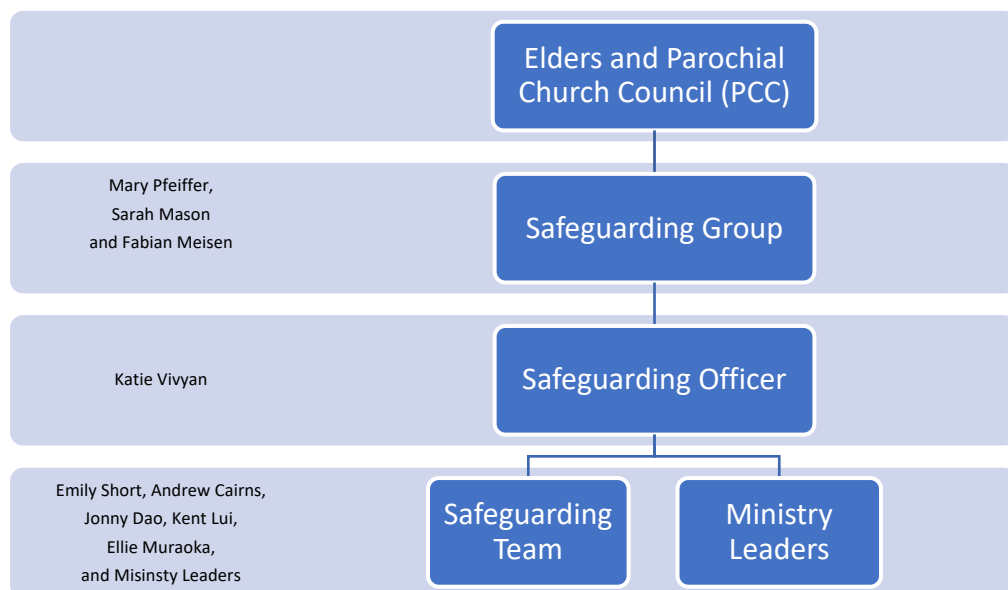 Elders and Parochial
Church Council (PCC)
Mary Pfeiffer,
Sarah Mason
and Fabian Meisen
Safeguarding Group
Katie Vivyan
Safeguarding Officer
Emily Short, Andrew Cairns,
Jonny Dao, Kent Lui,
Ellie Muraoka,
and Misinsty Leaders
Safeguarding
Team
Ministry
Leaders